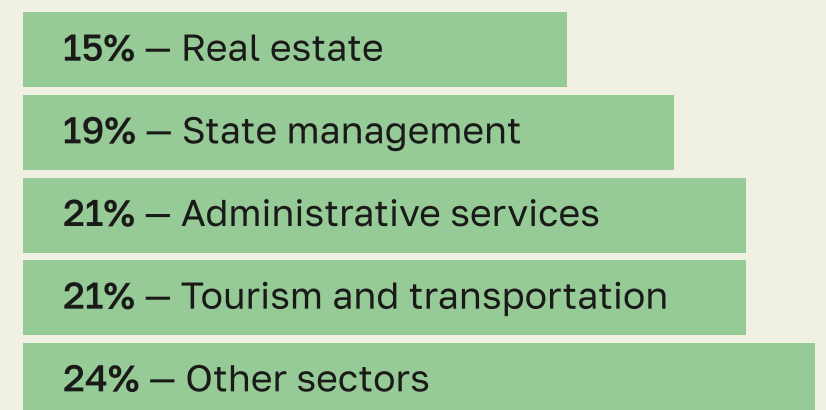 15% — Real estate
19% — State management
21% — Administrative services
21% — Tourism and transportation
24% — Other sectors